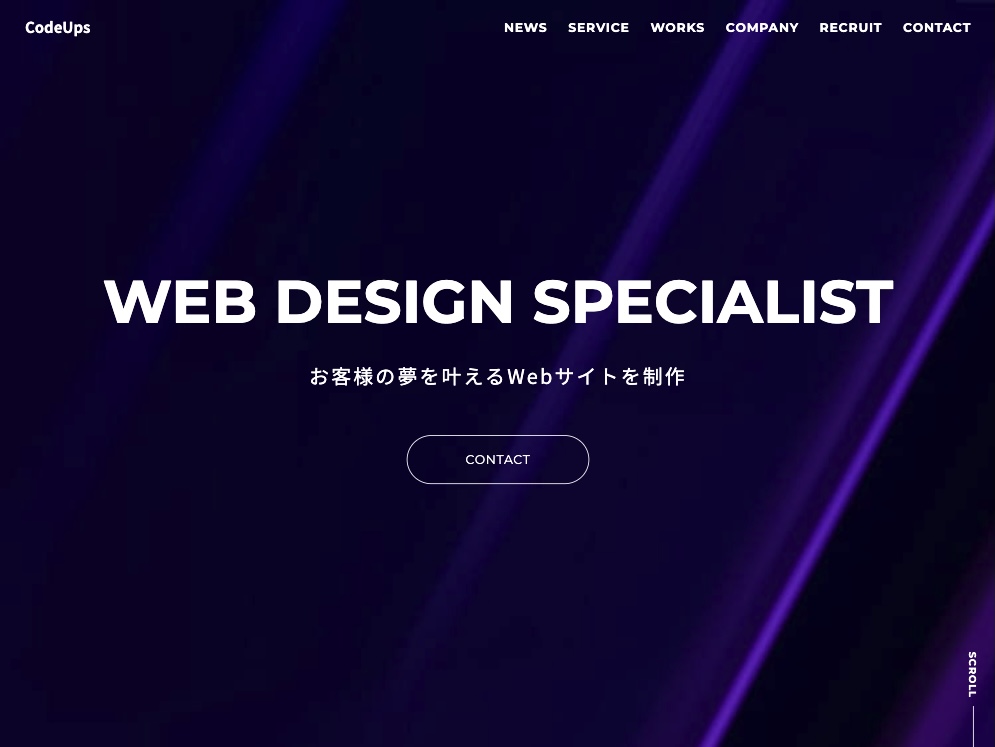 CodeUps
NEWS SERVICE WORKS COMPANY RECRUIT CONTACT
WEB DESIGN SPECIALIST
お客様の夢を叶えるWebサイトを制作
CONTACT
SCROLL